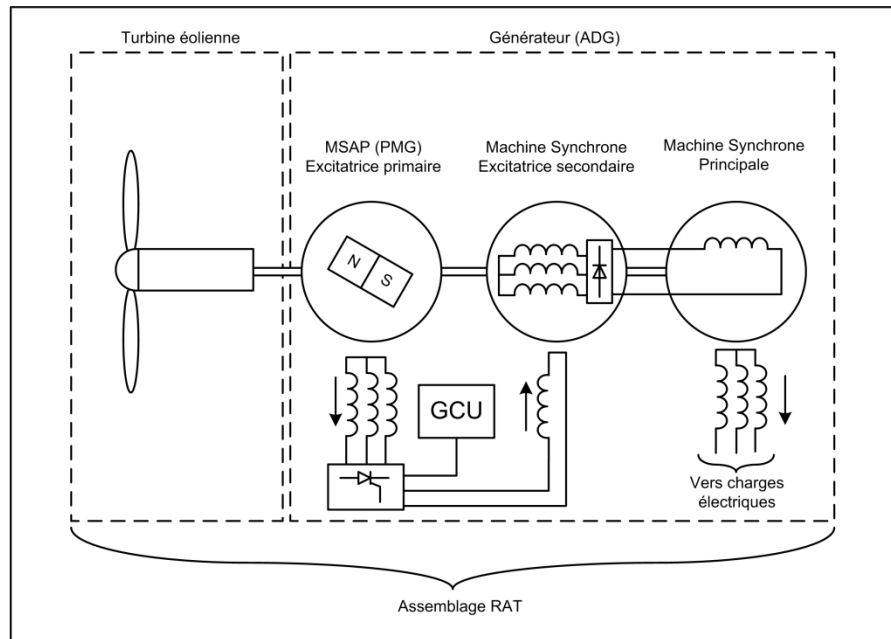 Turbine éolienne
Générateur (ADG)
MSAP (PMG)
Excitatrice primaire
Machine Synchrone
Excitatrice secondaire
Machine Synchrone
Principale
N
S
GCU
Vers charges
électriques
Assemblage RAT